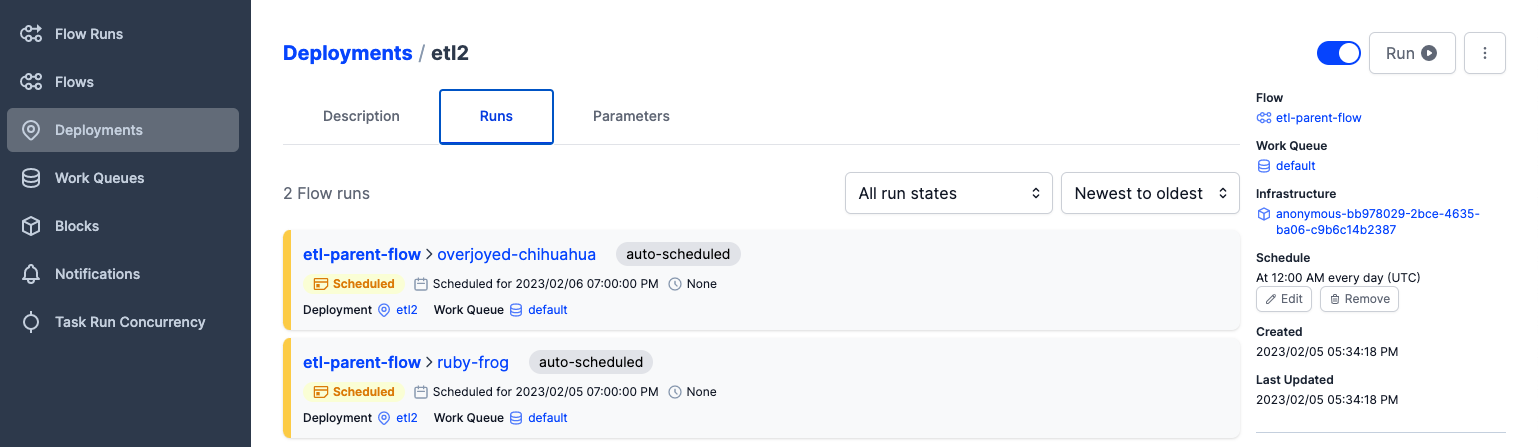 Flow Runs
Flows
Deployments
Work Queues
Blocks
Notifications
Task Run Concurrency
Deployments / etl2
Run
Description
Runs
Parameters
2 Flow runs
All run states
Newest to oldest
etl-parent-flow > overjoyed-chihuahua auto-scheduled
Scheduled Scheduled for 2023/02/06 07:00:00 PM None
Deployment etl2 Work Queue default
etl-parent-flow > ruby-frog auto-scheduled
Scheduled Scheduled for 2023/02/05 07:00:00 PM None
Deployment etl2 Work Queue default
Flow
etl-parent-flow
Work Queue
default
Infrastructure
anonymous-bb978029-2bce-4635-
ba06-c9b6c14b2387
Schedule
At 12:00 AM every day (UTC)
Edit Remove
Created
2023/02/05 05:34:18 PM
Last Updated
2023/02/05 05:34:18 PM